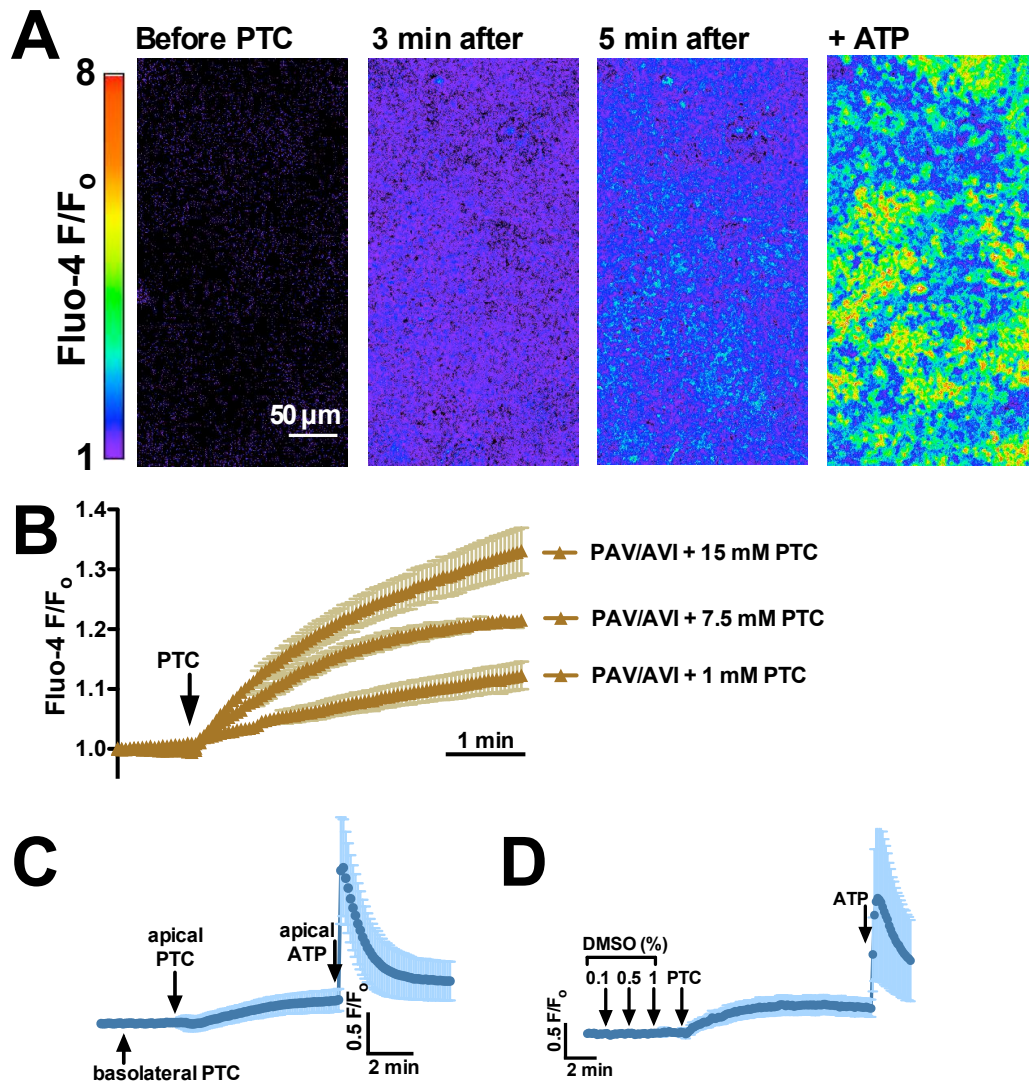 A
Before PTC
3 min after
5 min after
+ ATP
8
Fluo-4 F/Fo
1
50 µm
B
1.4
1.3
1.2
1.1
1.0
Fluo-4 F/Fo
PTC
PAV/AVI + 15 mM PTC
PAV/AVI + 7.5 mM PTC
PAV/AVI + 1 mM PTC
1 min
C
apical
PTC
apical
ATP
basolateral PTC
0.5 F/Fo
2 min
D
ATP
DMSO (%)
0.1 0.5 1 PTC
0.5 F/Fo
2 min